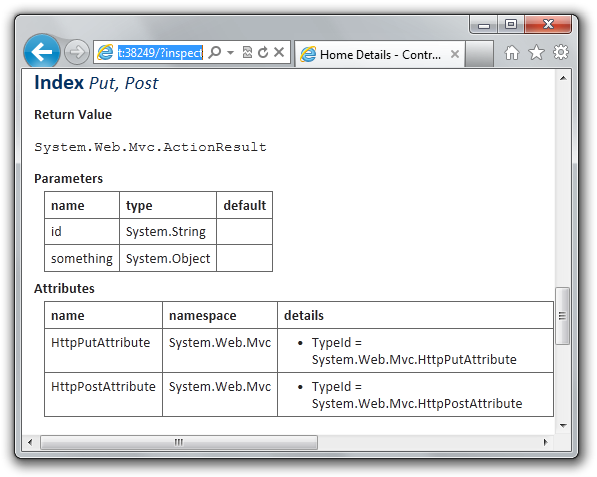 t:38249/?inspect
Home Details - Contr...
Index Put, Post
Return Value
System.Web.Mvc.ActionResult
Parameters
name type default
id System.String
something System.Object
Attributes
name namespace details
HttpPutAttribute System.Web.Mvc • TypeId =
System.Web.Mvc.HttpPutAttribute
HttpPostAttribute System.Web.Mvc • TypeId =
System.Web.Mvc.HttpPostAttribute